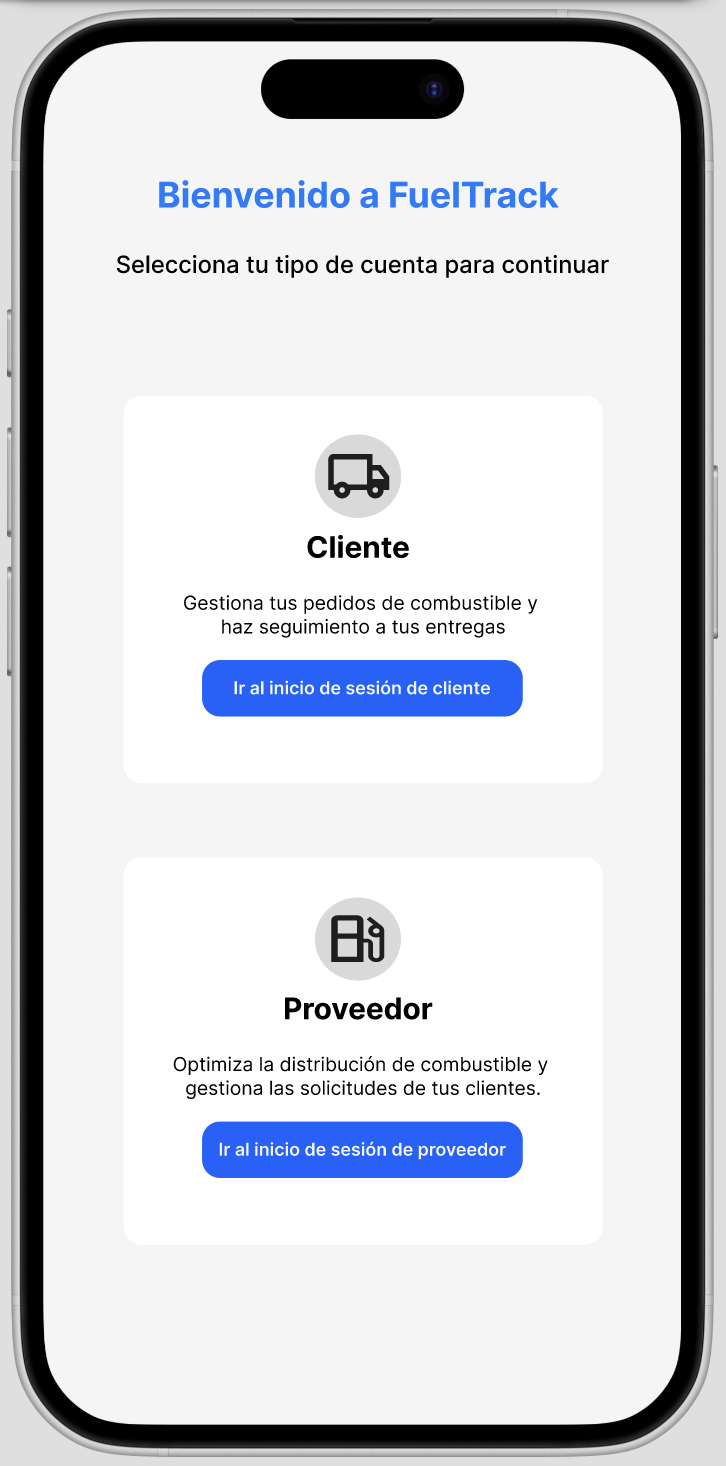 Bienvenido a FuelTrack
Selecciona tu tipo de cuenta para continuar
Cliente
Gestiona tus pedidos de combustible y
haz seguimiento a tus entregas
Ir al inicio de sesión de cliente
Proveedor
Optimiza la distribución de combustible y
gestiona las solicitudes de tus clientes.
Ir al inicio de sesión de proveedor